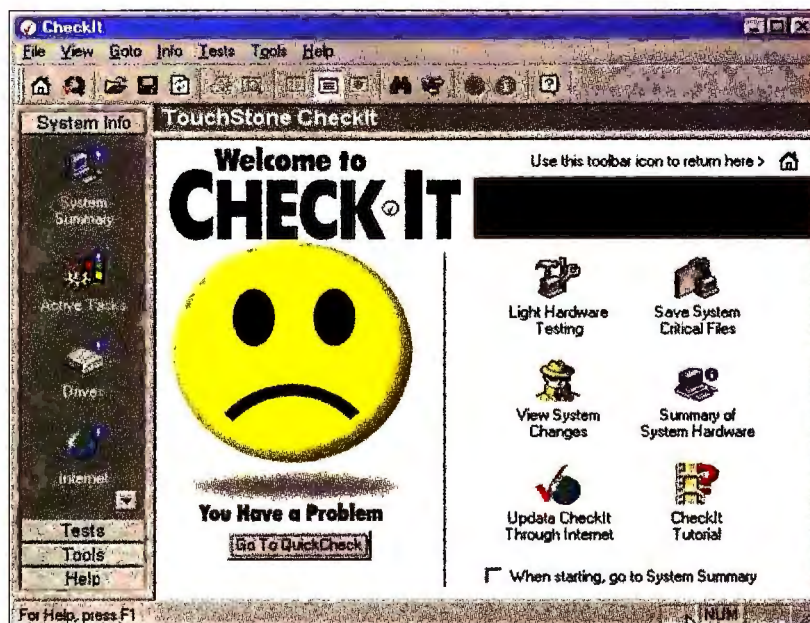 CheckIt
File View Goto Info Tests Tools Help
System Info
TouchStone CheckIt
System
Summary
Active Tasks
Drives
Internet
Tests
Tools
Help
Welcome to
CHECK IT
Use this toolbar icon to return here >
You Have a Problem
Go To QuickCheck
Light Hardware
Testing
Save System
Critical Files
View System
Changes
Summary of
System Hardware
Update CheckIt
Through Internet
CheckIt
Tutorial
When starting, go to System Summary
For Help, press F1
NUM